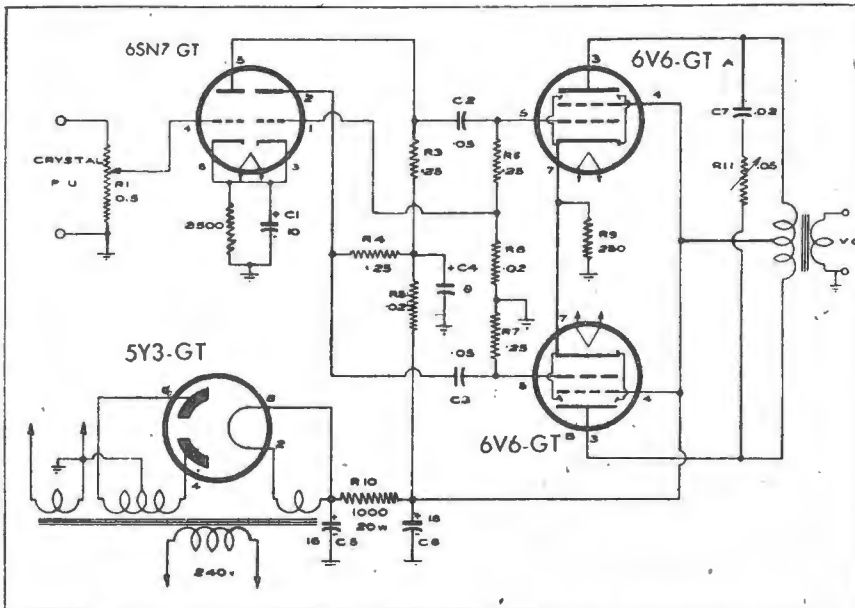 6SN7 GT
6V6-GT A
5
2
4
1
6
3
CRYSTAL
P U
R1
0.5
2500
+ C1
10
C2
.05
R3
.25
R6
.25
5
3
4
7
C7 .02
R11 .05
R4
.25
R8
.02
R9
250
V C
+ C4
8
R5
.02
R7
.25
.05
C3
7
5
4
3
5Y3-GT
6V6-GT B
6
8
4
2
R10
1000
20W
+
16 C5
+ 16
C6
240v